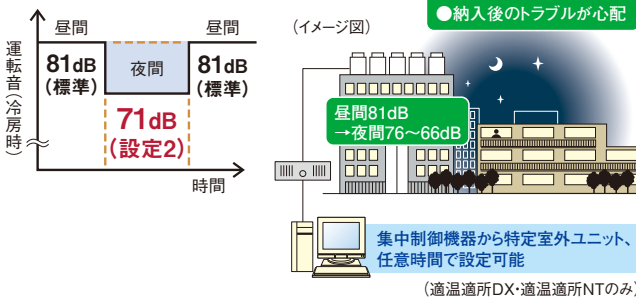 ●納入後のトラブルが心配
昼間
昼間
(イメージ図)
運転音(冷房時)
81dB
(標準)
夜間
81dB
(標準)
71dB
(設定2)
時間
昼間81dB
→夜間76～66dB
集中制御機器から特定室外ユニット、
任意時間で設定可能
(適温適所DX・適温適所NTのみ)